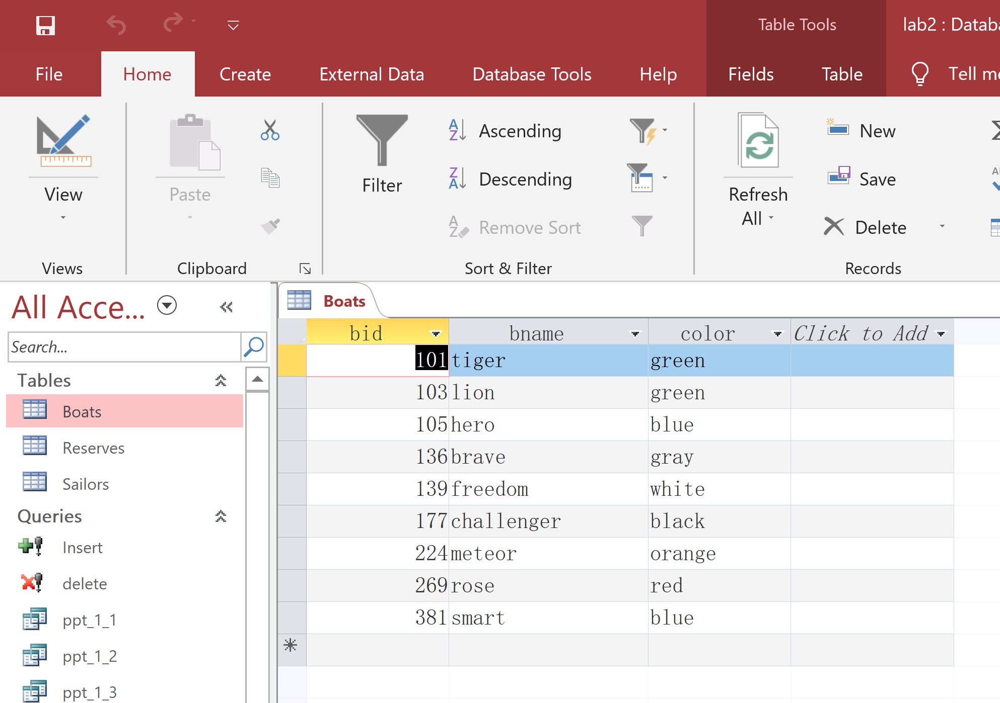 Table Tools
lab2 : Databa
File
Home
Create
External Data
Database Tools
Help
Fields
Table
Tell me
View
Paste
Filter
Ascending
Descending
Remove Sort
Refresh
All
New
Save
Delete
Views
Clipboard
Sort & Filter
Records
All Acce...
Search...
Tables
Boats
Reserves
Sailors
Queries
Insert
delete
ppt_1_1
ppt_1_2
ppt_1_3
Boats
bid bname color Click to Add
101 tiger green
103 lion green
105 hero blue
136 brave gray
139 freedom white
177 challenger black
224 meteor orange
269 rose red
381 smart blue